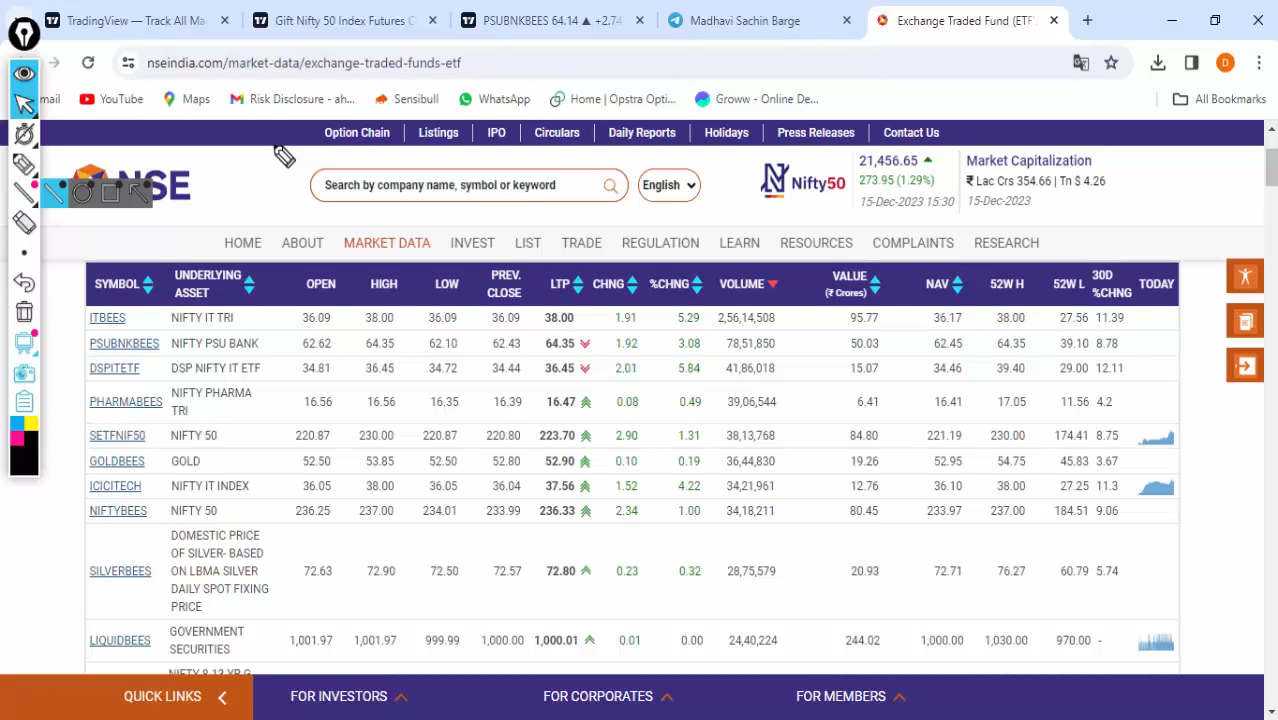 TradingView — Track All Ma
Gift Nifty 50 Index Futures C
PSUBNKBEES 64.14 ▲ +2.74
Madhav Sachin Barge
Exchange Traded Fund (ETF)
nseindia.com/market-data/exchange-traded-funds-etf
mail
YouTube
Maps
Risk Disclosure - ah...
Sensibull
WhatsApp
Home | Opstra Opti...
Groww - Online De...
All Bookmarks
Option Chain
Listings
IPO
Circulars
Daily Reports
Holidays
Press Releases
Contact Us
NSE
Search by company name, symbol or keyword
English
Nifty50
21,456.65
273.95 (1.29%)
15-Dec-2023 15:30
Market Capitalization
₹ Lac Crs 354.66 | Tn $ 4.26
15-Dec-2023
HOME ABOUT MARKET DATA INVEST LIST TRADE REGULATION LEARN RESOURCES COMPLAINTS RESEARCH
SYMBOL UNDERLYING ASSET OPEN HIGH LOW PREV. CLOSE LTP CHNG %CHNG VOLUME VALUE (₹ Crores) NAV 52W H 52W L 30D %CHNG TODAY
ITBEES NIFTY IT TRI 36.09 38.00 36.09 36.09 38.00 1.91 5.29 2,96,14,508 95.77 36.17 38.00 27.56 11.39
PSUBNKBEES NIFTY PSU BANK 62.62 64.35 62.10 62.43 64.35 1.92 3.08 78,51,850 50.03 62.45 64.35 39.10 8.78
DSPITETF DSP NIFTY IT ETF 34.81 36.45 34.72 34.44 36.45 2.01 5.84 41,86,018 15.07 34.46 39.40 29.00 12.11
PHARMABEES NIFTY PHARMA TRI 16.56 16.56 16.35 16.39 16.47 0.08 0.49 39,06,544 6.41 16.41 17.05 11.56 4.2
SETFNIF50 NIFTY 50 220.87 230.00 220.87 220.80 223.70 2.90 1.31 38,13,768 84.80 221.19 230.00 174.41 8.75
GOLDBEES GOLD 52.50 53.85 52.50 52.80 52.90 0.10 0.19 36,44,830 19.26 52.95 54.75 45.83 3.67
ICICITECH NIFTY IT INDEX 36.05 38.00 36.05 36.04 37.56 1.52 4.22 34,21,961 12.76 36.10 38.00 27.25 11.3
NIFTYBEES NIFTY 50 236.25 237.00 234.01 233.99 236.33 2.34 1.00 34,18,211 80.45 233.97 237.00 184.51 9.06
SILVERBEES DOMESTIC PRICE OF SILVER- BASED ON LBMA SILVER DAILY SPOT FIXING PRICE 72.63 72.90 72.50 72.57 72.80 0.23 0.32 28,75,579 20.93 72.71 76.27 60.79 5.74
LIQUIDBEES GOVERNMENT SECURITIES 1,001.97 1,001.97 999.99 1,000.00 1,000.01 0.01 0.00 24,40,224 244.02 1,000.00 1,030.00 970.00 -
NIFTY 8-13 YR G
QUICK LINKS
FOR INVESTORS
FOR CORPORATES
FOR MEMBERS